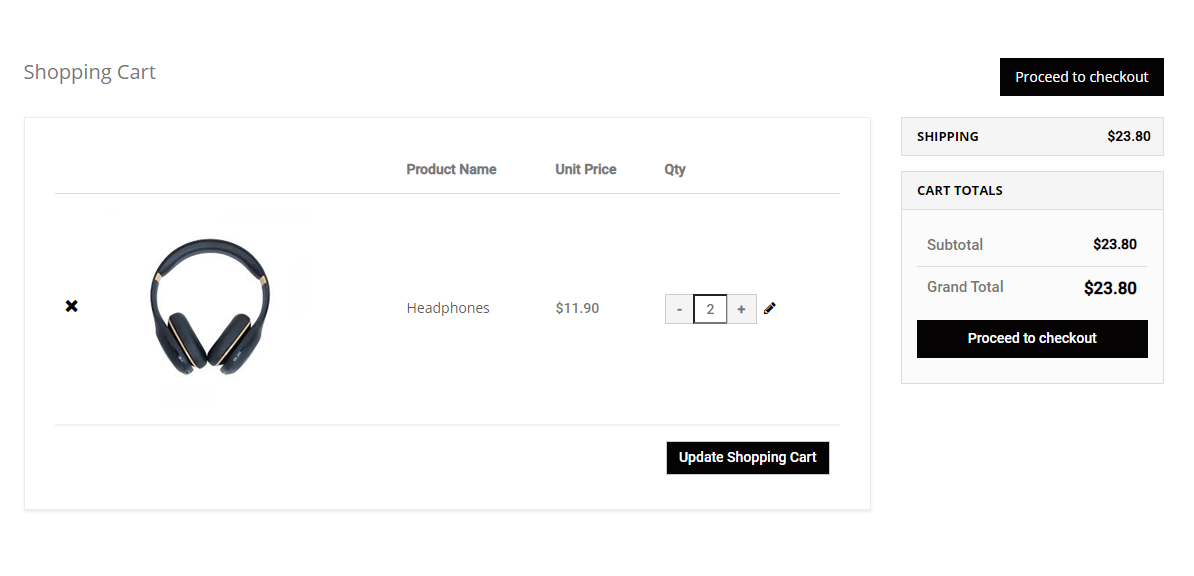 Shopping Cart
Proceed to checkout
Product Name Unit Price Qty
Headphones $11.90 - 2 +
Update Shopping Cart
SHIPPING $23.80
CART TOTALS
Subtotal $23.80
Grand Total $23.80
Proceed to checkout